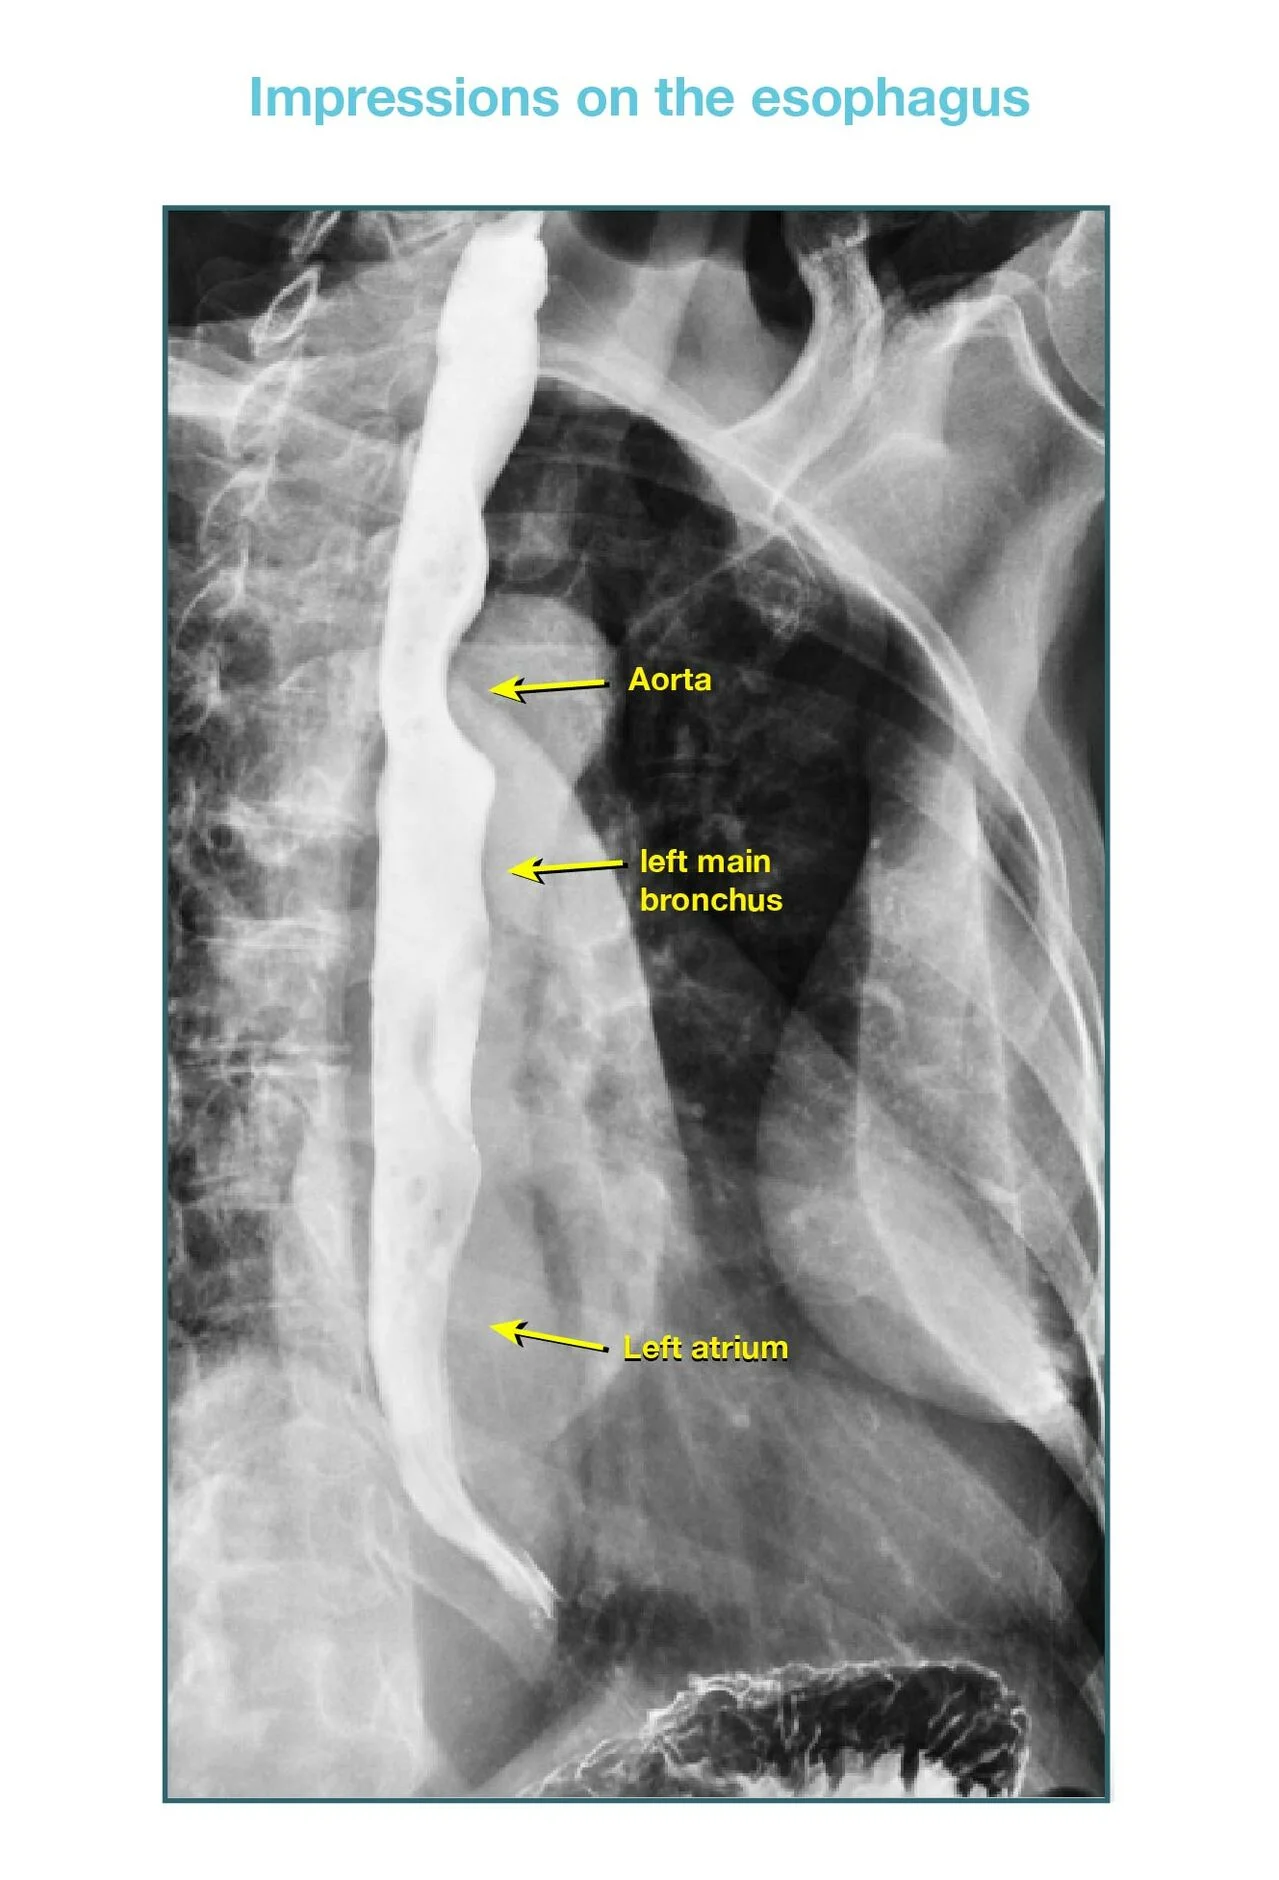 Impressions on the esophagus
Aorta
left main
bronchus
Left atrium